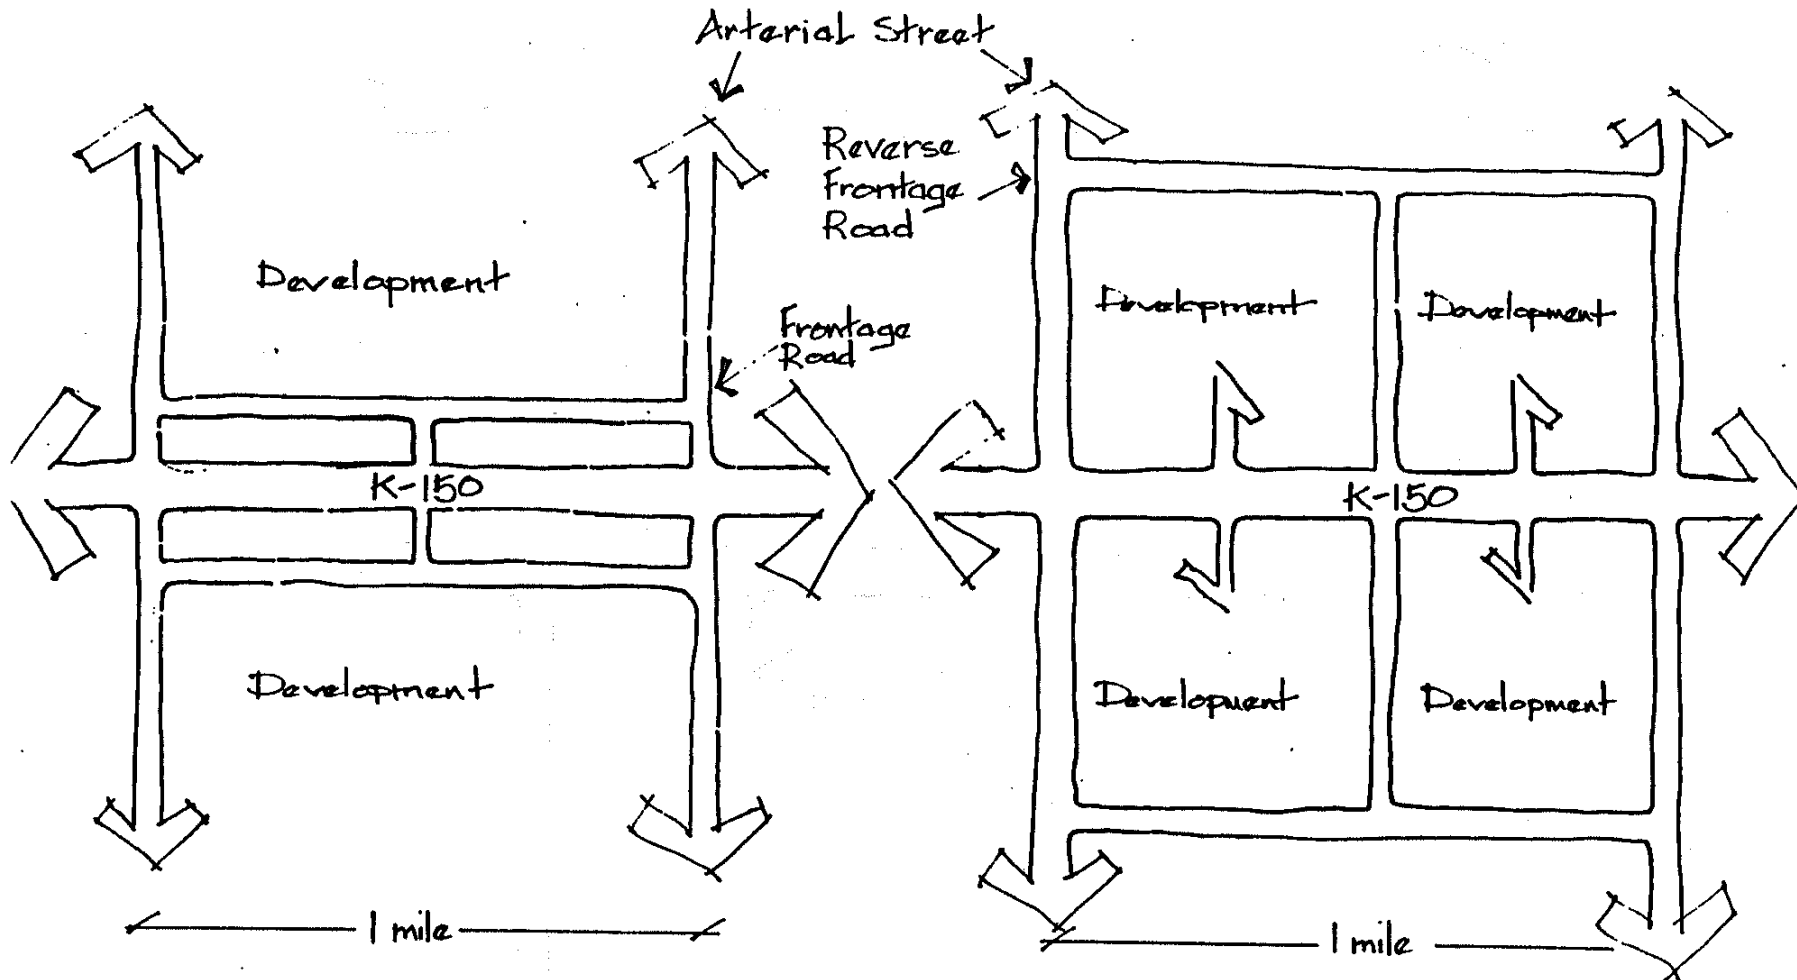 Arterial Street
Reverse
Frontage
Road
Development
Frontage
Road
K-150
Development
1 mile
Development
Development
K-150
Development
Development
1 mile